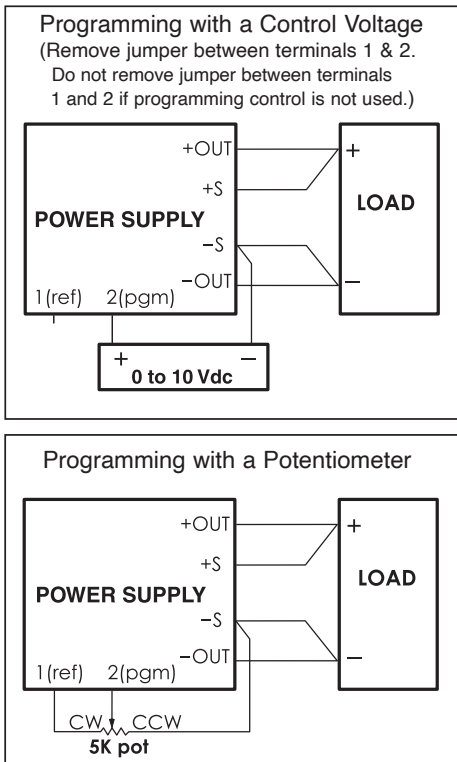 Programming with a Control Voltage
(Remove jumper between terminals 1 & 2.
Do not remove jumper between terminals
1 and 2 if programming control is not used.)
+OUT
+
+S
LOAD
POWER SUPPLY
–S
–OUT
–
1(ref) 2(pgm)
+ –
0 to 10 Vdc
Programming with a Potentiometer
+OUT
+
+S
LOAD
POWER SUPPLY
–S
–OUT
–
1(ref) 2(pgm)
CW CCW
5K pot